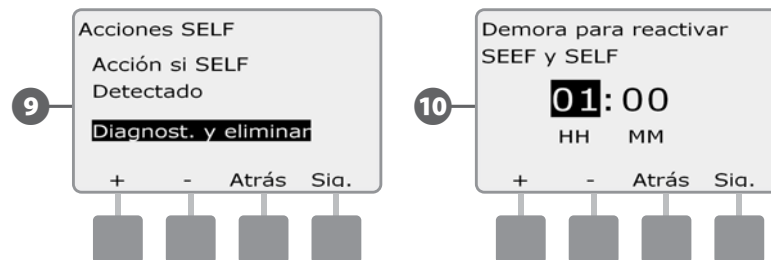 9
Acciones SELF
Acción si SELF
Detectado
Diagnost. y eliminar
+ - Atrás Sig.
10
Demora para reactivar
SEEF y SELF
01:00
HH MM
+ - Atrás Sig.